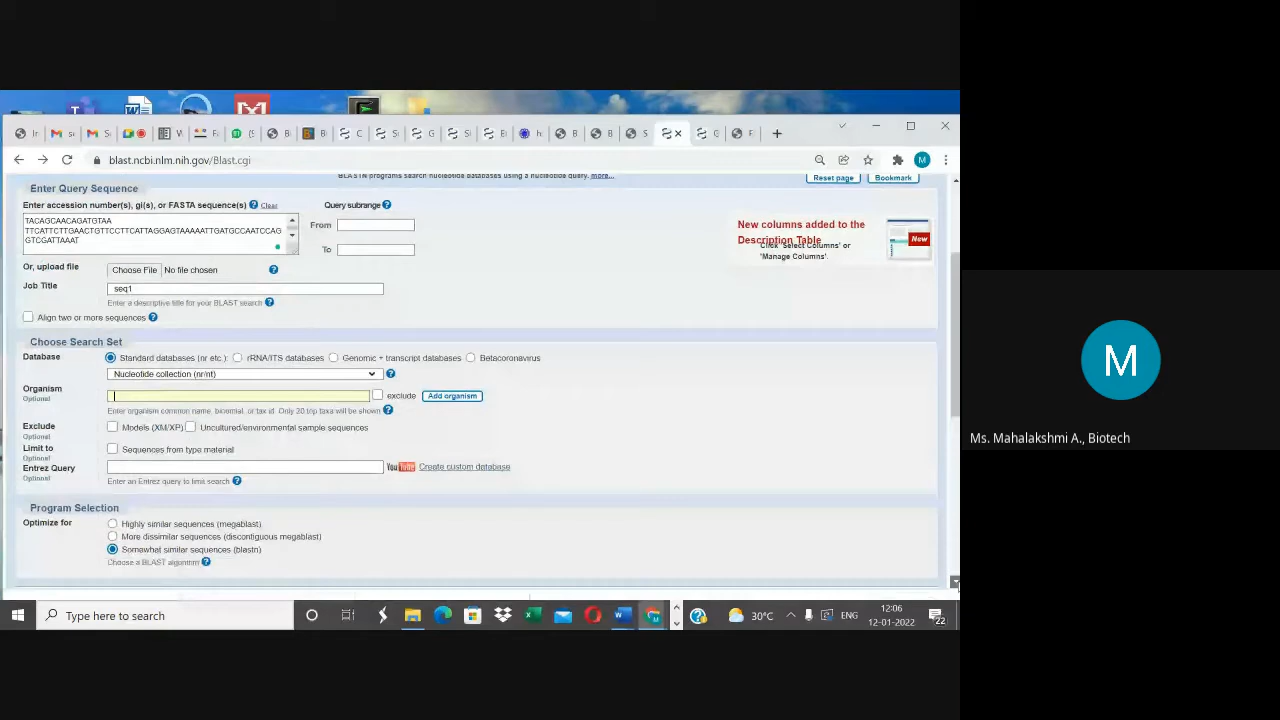 blast.ncbi.nlm.nih.gov/Blast.cgi
BLASTN programs search nucleotide databases using a nucleotide query. more...
Reset page
Bookmark
Enter Query Sequence
Enter accession number(s), gi(s), or FASTA sequence(s) Clear
Query subrange
TACAGCAACAGATGTAA
TTCATTCTTGAACTGTTCCTTCATTAGGAGTAAAAATTGATGCCAATCCAG
GTCGATTAAAT
From
To
New columns added to the
Description Table
Click 'Select Columns' or
'Manage Columns'.
New
Or, upload file
Choose File No file chosen
Job Title
seq1
Enter a descriptive title for your BLAST search
Align two or more sequences
Choose Search Set
Database
Standard databases (nr etc.)
rRNA/ITS databases
Genomic + transcript databases
Betacoronavirus
Nucleotide collection (nr/nt)
Organism
Optional
exclude
Add organism
Enter organism common name, binomial, or tax id. Only 20 top taxa will be shown
Exclude
Optional
Models (XM/XP)
Uncultured/environmental sample sequences
Limit to
Optional
Sequences from type material
Entrez Query
Optional
YouTube
Create custom database
Enter an Entrez query to limit search
Program Selection
Optimize for
Highly similar sequences (megablast)
More dissimilar sequences (discontiguous megablast)
Somewhat similar sequences (blastn)
Choose a BLAST algorithm
Type here to search
30°C
ENG
12:06
12-01-2022
22
M
Ms. Mahalakshmi A., Biotech